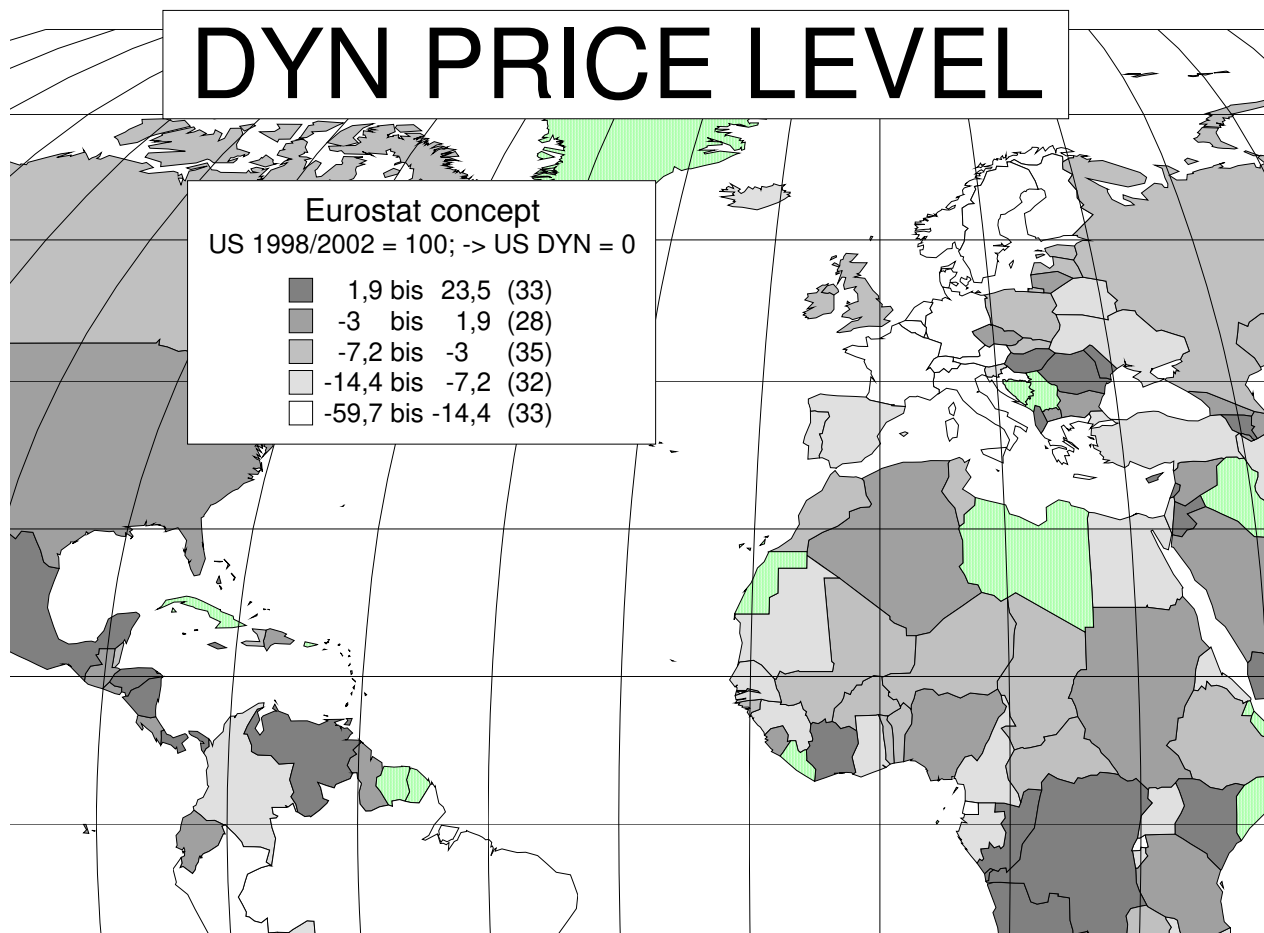 DYN PRICE LEVEL
Eurostat concept
US 1998/2002 = 100; -> US DYN = 0
1,9 bis 23,5 (33)
-3 bis 1,9 (28)
-7,2 bis -3 (35)
-14,4 bis -7,2 (32)
-59,7 bis -14,4 (33)